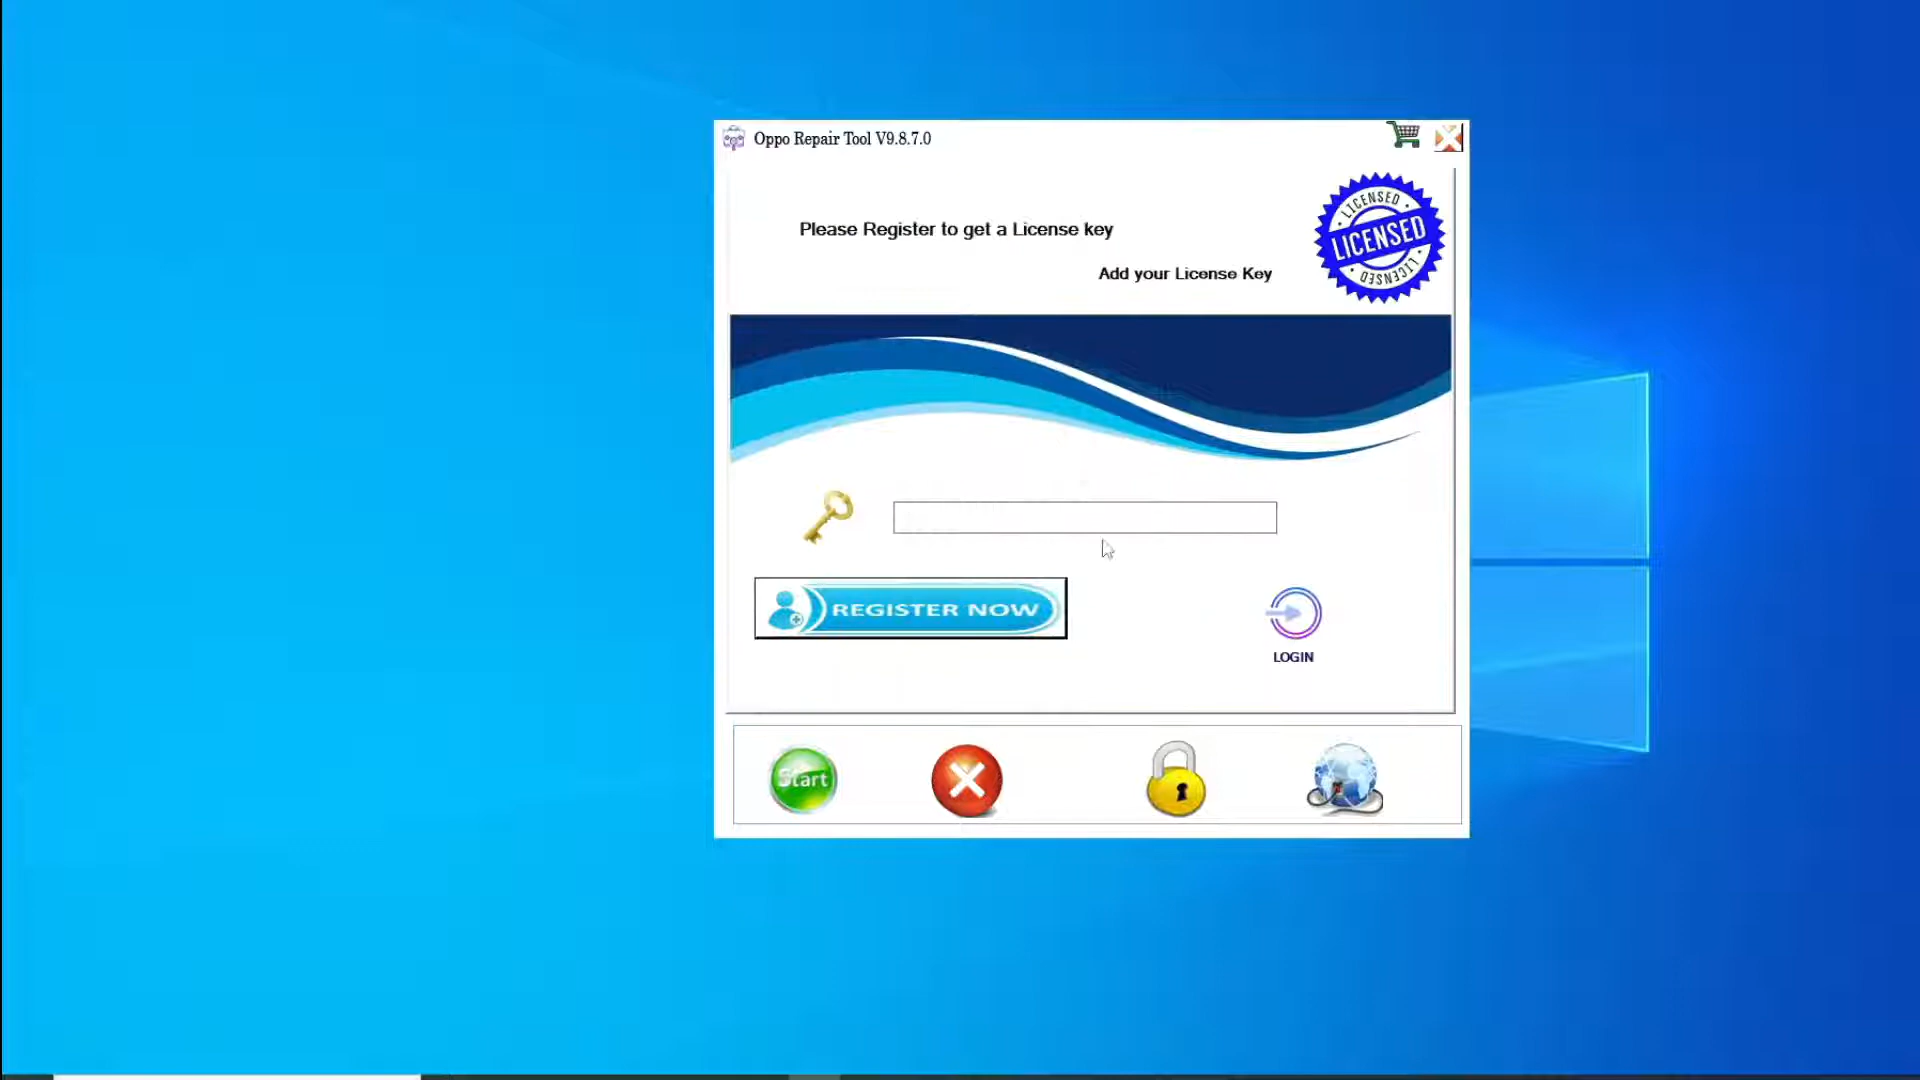 Oppo Repair Tool V9.8.7.0
Please Register to get a License key
Add your License Key
LICENSED
LICENSED
LICENSED
REGISTER NOW
LOGIN
Start